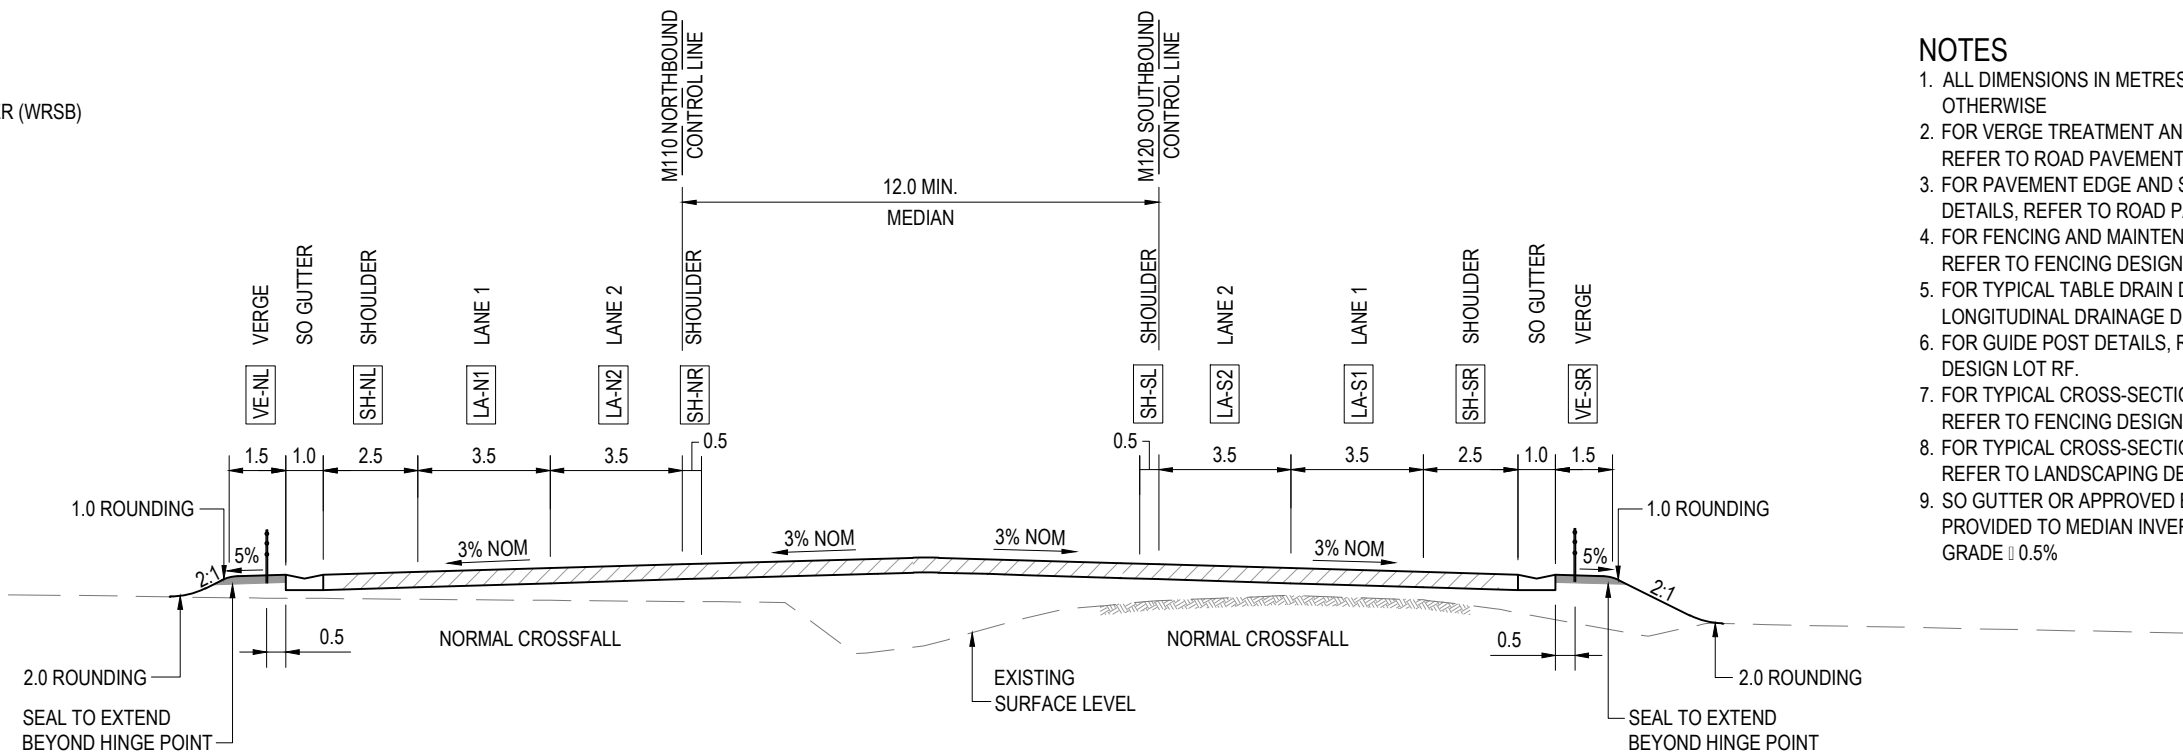 R (WRSB)
M110 NORTHBOUND
CONTROL LINE
M120 SOUTHBOUND
CONTROL LINE
12.0 MIN.
MEDIAN
VERGE
SO GUTTER
SHOULDER
LANE 1
LANE 2
SHOULDER
SHOULDER
LANE 2
LANE 1
SHOULDER
SO GUTTER
VERGE
VE-NL
SH-NL
LA-N1
LA-N2
SH-NR
SH-SL
LA-S2
LA-S1
SH-SR
VE-SR
1.5
1.0
2.5
3.5
3.5
0.5
0.5
3.5
3.5
2.5
1.0
1.5
1.0 ROUNDING
1.0 ROUNDING
2:1
5%
3% NOM
3% NOM
3% NOM
3% NOM
5%
2:1
0.5
NORMAL CROSSFALL
NORMAL CROSSFALL
0.5
2.0 ROUNDING
EXISTING
SURFACE LEVEL
2.0 ROUNDING
SEAL TO EXTEND
BEYOND HINGE POINT
SEAL TO EXTEND
BEYOND HINGE POINT
NOTES
1. ALL DIMENSIONS IN METRES
OTHERWISE
2. FOR VERGE TREATMENT AN
REFER TO ROAD PAVEMENT
3. FOR PAVEMENT EDGE AND S
DETAILS, REFER TO ROAD PA
4. FOR FENCING AND MAINTEN
REFER TO FENCING DESIGN
5. FOR TYPICAL TABLE DRAIN D
LONGITUDINAL DRAINAGE D
6. FOR GUIDE POST DETAILS, R
DESIGN LOT RF.
7. FOR TYPICAL CROSS-SECTIO
REFER TO FENCING DESIGN
8. FOR TYPICAL CROSS-SECTIO
REFER TO LANDSCAPING DE
9. SO GUTTER OR APPROVED
PROVIDED TO MEDIAN INVER
GRADE ▯ 0.5%